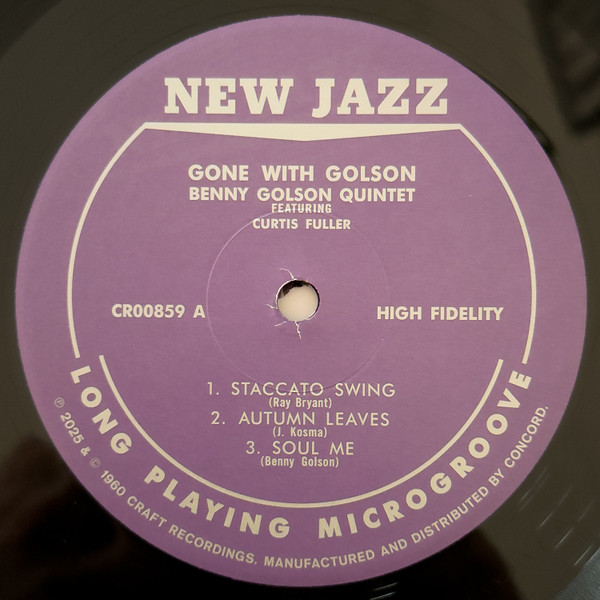 NEW JAZZ
GONE WITH GOLSON
BENNY GOLSON QUINTET
FEATURING
CURTIS FULLER
CR00859 A
HIGH FIDELITY
1. STACCATO SWING
(Ray Bryant)
2. AUTUMN LEAVES
(J. Kosma)
3. SOUL ME
(Benny Golson)
LONG PLAYING MICROGROOVE
℗ 2025 & © 1960 CRAFT RECORDINGS. MANUFACTURED AND DISTRIBUTED BY CONCORD.